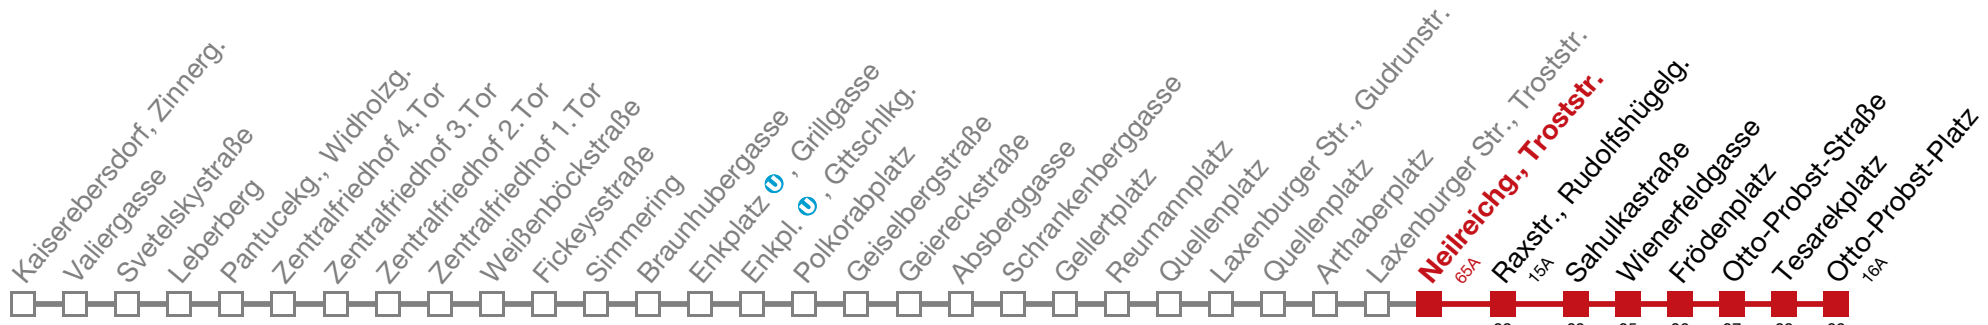 Kaiserebersdorf, Zinnerg.
Valiergasse
Svetelskystraße
Leberberg
Pantucekg., Widholzg.
Zentralfriedhof 4.Tor
Zentralfriedhof 3.Tor
Zentralfriedhof 2.Tor
Zentralfriedhof 1.Tor
Weißenböckstraße
Fickeysstraße
Simmering
Braunhubergasse
Enkplatz U, Grillgasse
Enkpl. U, Gttschlkg.
Polkorabplatz
Geiselbergstraße
Geiereckstraße
Absberggasse
Schrankenberggasse
Gellertplatz
Reumannplatz
Quellenplatz
Laxenburger Str., Gudrunstr.
Quellenplatz
Arthaberplatz
Laxenburger Str., Troststr.
Neilreichg., Troststr.
65A
Raxstr., Rudolfshügelg.
15A
Sahulkastraße
Wienerfeldgasse
Frödenplatz
Otto-Probst-Straße
Tesarekplatz
Otto-Probst-Platz
16A